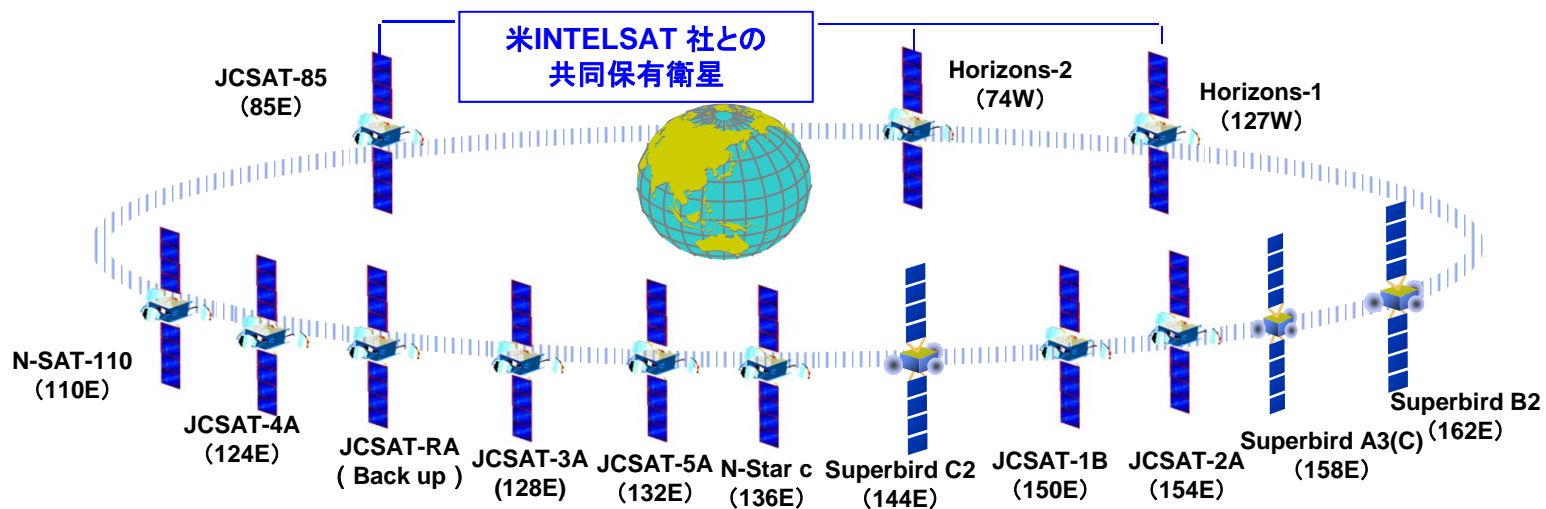 米INTELSAT 社との
共同保有衛星
JCSAT-85
（85E）
Horizons-2
（74W）
Horizons-1
（127W）
N-SAT-110
（110E）
JCSAT-4A
（124E）
JCSAT-RA
（ Back up ）
JCSAT-3A
(128E)
JCSAT-5A
（132E）
N-Star c
（136E）
Superbird C2
（144E）
JCSAT-1B
（150E）
JCSAT-2A
（154E）
Superbird A3(C)
（158E）
Superbird B2
（162E）